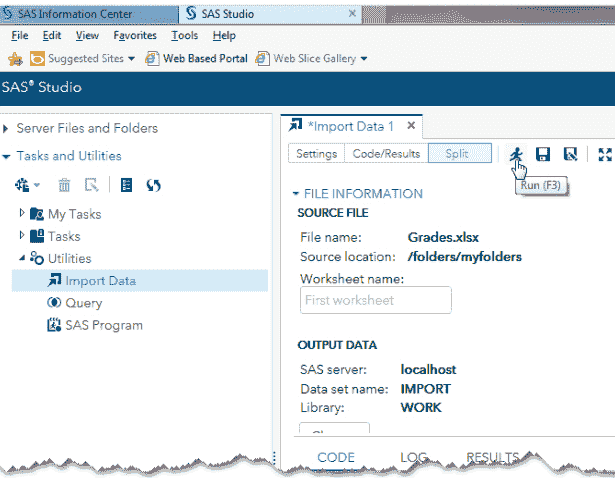 SAS Information Center
SAS Studio
File Edit View Favorites Tools Help
Suggested Sites Web Based Portal Web Slice Gallery
SAS® Studio
Server Files and Folders
Tasks and Utilities
My Tasks
Tasks
Utilities
Import Data
Query
SAS Program
*Import Data 1
Settings Code/Results Split
Run (F3)
FILE INFORMATION
SOURCE FILE
File name: Grades.xlsx
Source location: /folders/myfolders
Worksheet name:
First worksheet
OUTPUT DATA
SAS server: localhost
Data set name: IMPORT
Library: WORK
CODE LOG RESULTS